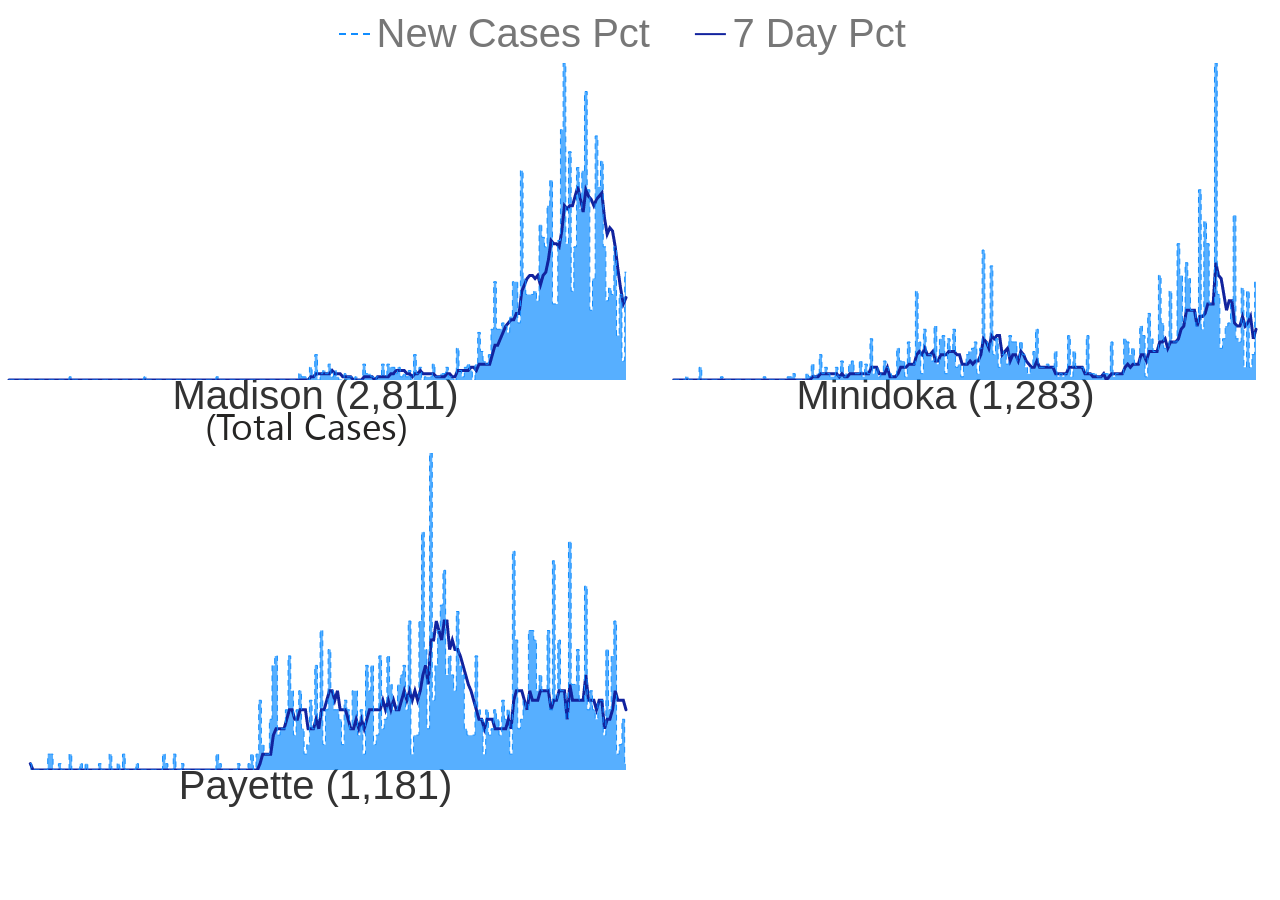 New Cases Pct 7 Day Pct
Madison (2,811) Minidoka (1,283)
(Total Cases)
Payette (1,181)